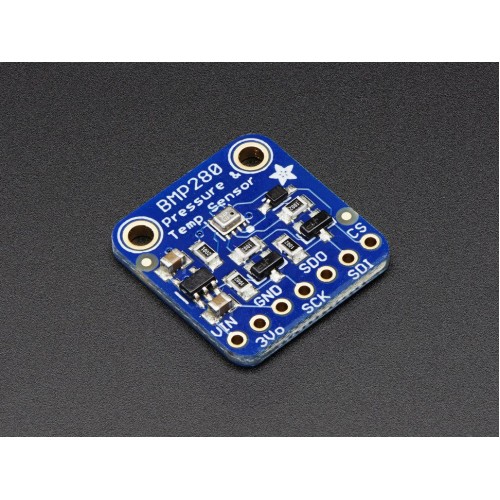 BMP280
Pressure &
Temp Sensor
VIN
3Vo
GND
SCK
SDO
SDI
CS